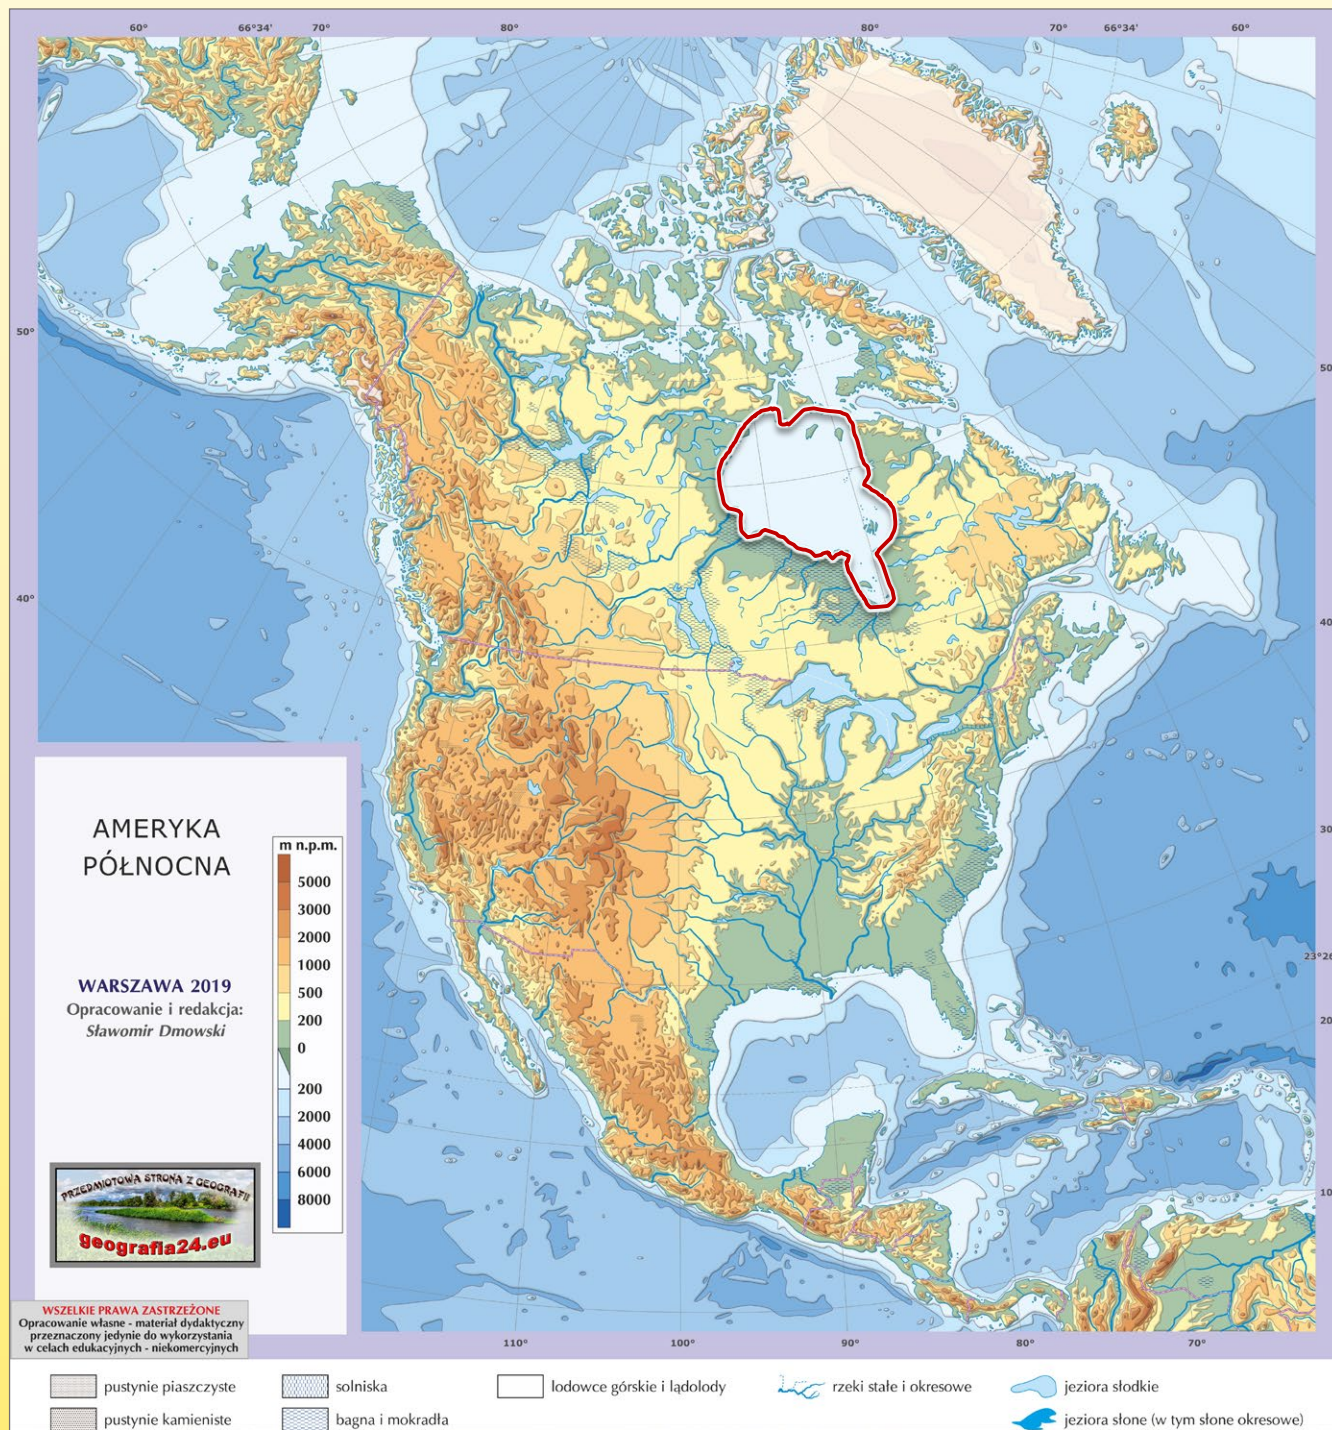 60° 66°34' 70° 80° 80° 70° 66°34' 60°
50°
50
40°
40
30
23°26
20
10
AMERYKA
PÓŁNOCNA
WARSZAWA 2019
Opracowanie i redakcja:
Sławomir Dmowski
m n.p.m.
5000
3000
2000
1000
500
200
0
200
2000
4000
6000
8000
PRZEDMIOTOWA STRONA Z GEOGRAFII
geografia24.eu
WSZELKIE PRAWA ZASTRZEŻONE
Opracowanie własne - materiał dydaktyczny
przeznaczony jedynie do wykorzystania
w celach edukacyjnych - niekomercyjnych
110° 100° 90° 80° 70°
pustynie piaszczyste
solniska
lodowce górskie i lądolody
rzeki stałe i okresowe
jeziora słodkie
pustynie kamieniste
bagna i mokradła
jeziora słone (w tym słone okresowe)